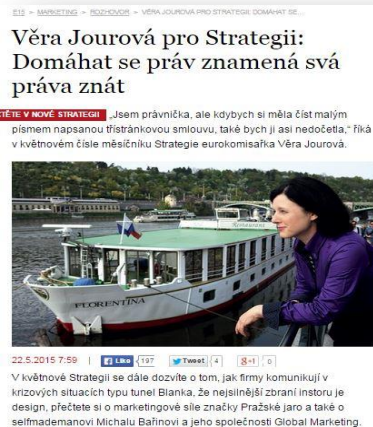 E15 > MARKETING > ROZHOVOR > VĚRA JOUROVÁ PRO STRATEGII: DOMÁHAT SE...
Věra Jourová pro Strategii:
Domáhat se práv znamená svá
práva znát
ČTĚTE V NOVÉ STRATEGII „Jsem právnička, ale kdybych si měla číst malým
písmem napsanou třístránkovou smlouvu, také bych ji asi nedočetla,“ říká
v květnovém čísle měsíčníku Strategie eurokomisařka Věra Jourová.
Restaurant
FLORENTINA
22.5.2015 7:59 | Like 197 Tweet 4 g+1 0
V květnové Strategii se dále dozvíte o tom, jak firmy komunikují v
krizových situacích typu tunel Blanka, že nejsilnější zbraní instoru je
design, přečtete si o marketingové síle značky Pražské jaro a také o
selfmademanovi Michalu Bařinovi a jeho společnosti Global Marketing.